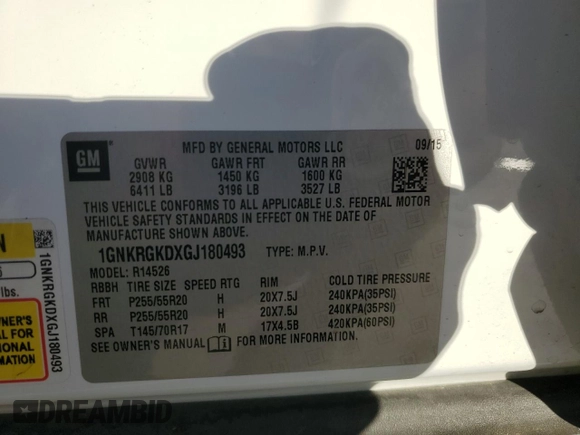 GM
MFD BY GENERAL MOTORS LLC
09/15
GVWR GAWR FRT GAWR RR
2908 KG 1450 KG 1600 KG
6411 LB 3196 LB 3527 LB
THIS VEHICLE CONFORMS TO ALL APPLICABLE U.S. FEDERAL MOTOR
VEHICLE SAFETY STANDARDS IN EFFECT ON THE DATE OF
MANUFACTURE SHOWN ABOVE.
1GNKRGKDXGJ180493 TYPE: M.P.V.
MODEL: R14526
RBBH TIRE SIZE SPEED RTG RIM COLD TIRE PRESSURE
FRT P255/55R20 H 20X7.5J 240KPA(35PSI)
RR P255/55R20 H 20X7.5J 240KPA(35PSI)
SPA T145/70R17 M 17X4.5B 420KPA(60PSI)
SEE OWNER'S MANUAL FOR MORE INFORMATION.
lbs.
OWNER'S
FOR
1GNKRGKDXGJ180493
DREAMBID